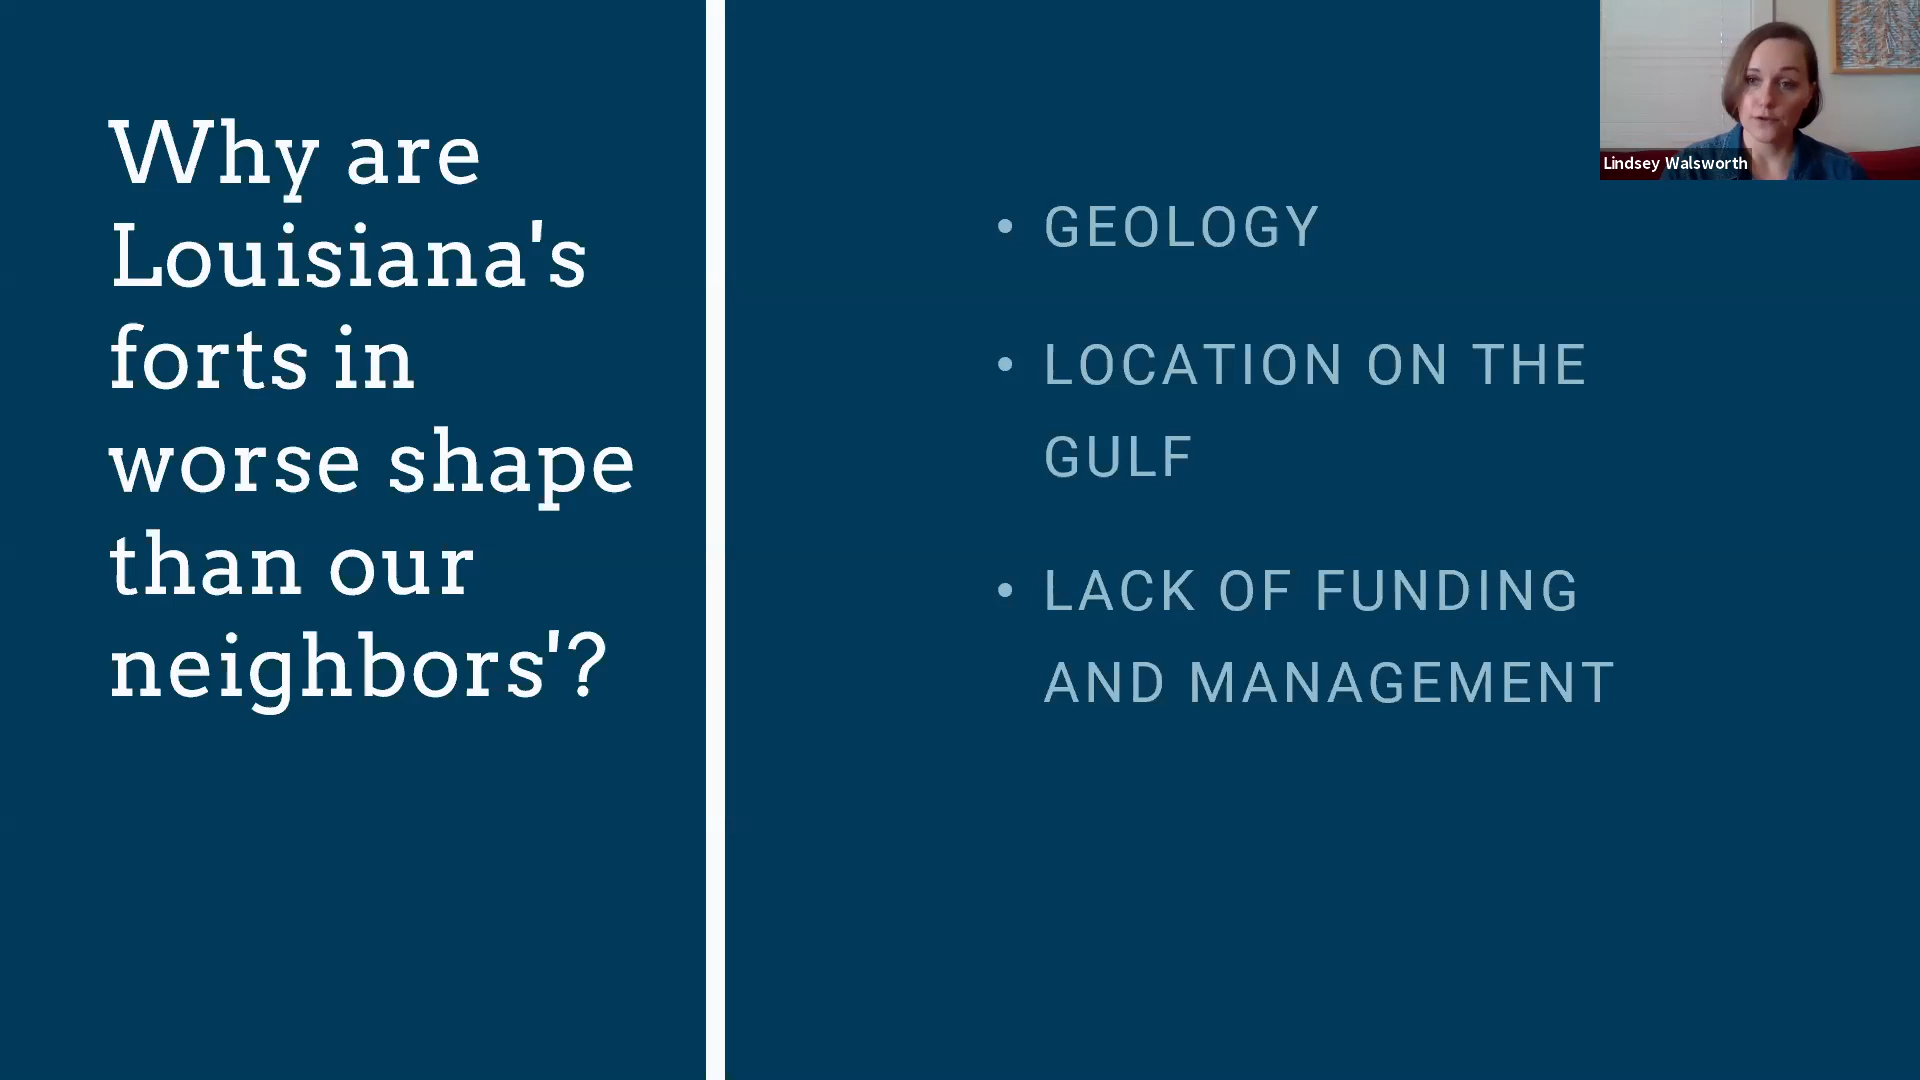 Why are
Louisiana's
forts in
worse shape
than our
neighbors'?
• GEOLOGY
• LOCATION ON THE
GULF
• LACK OF FUNDING
AND MANAGEMENT
Lindsey Walsworth